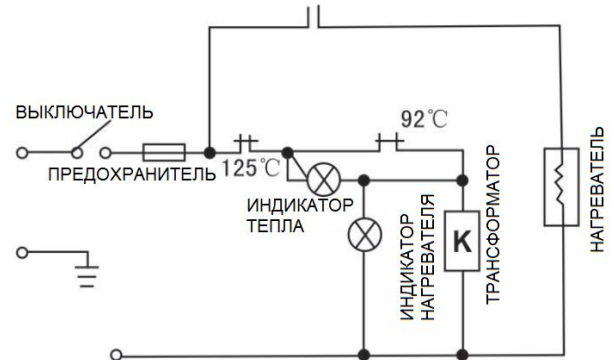 ВЫКЛЮЧАТЕЛЬ
92℃
ПРЕДОХРАНИТЕЛЬ
125℃
ИНДИКАТОР
ТЕПЛА
ИНДИКАТОР
НАГРЕВАТЕЛЯ
K
ТРАНСФОРМАТОР
НАГРЕВАТЕЛЬ